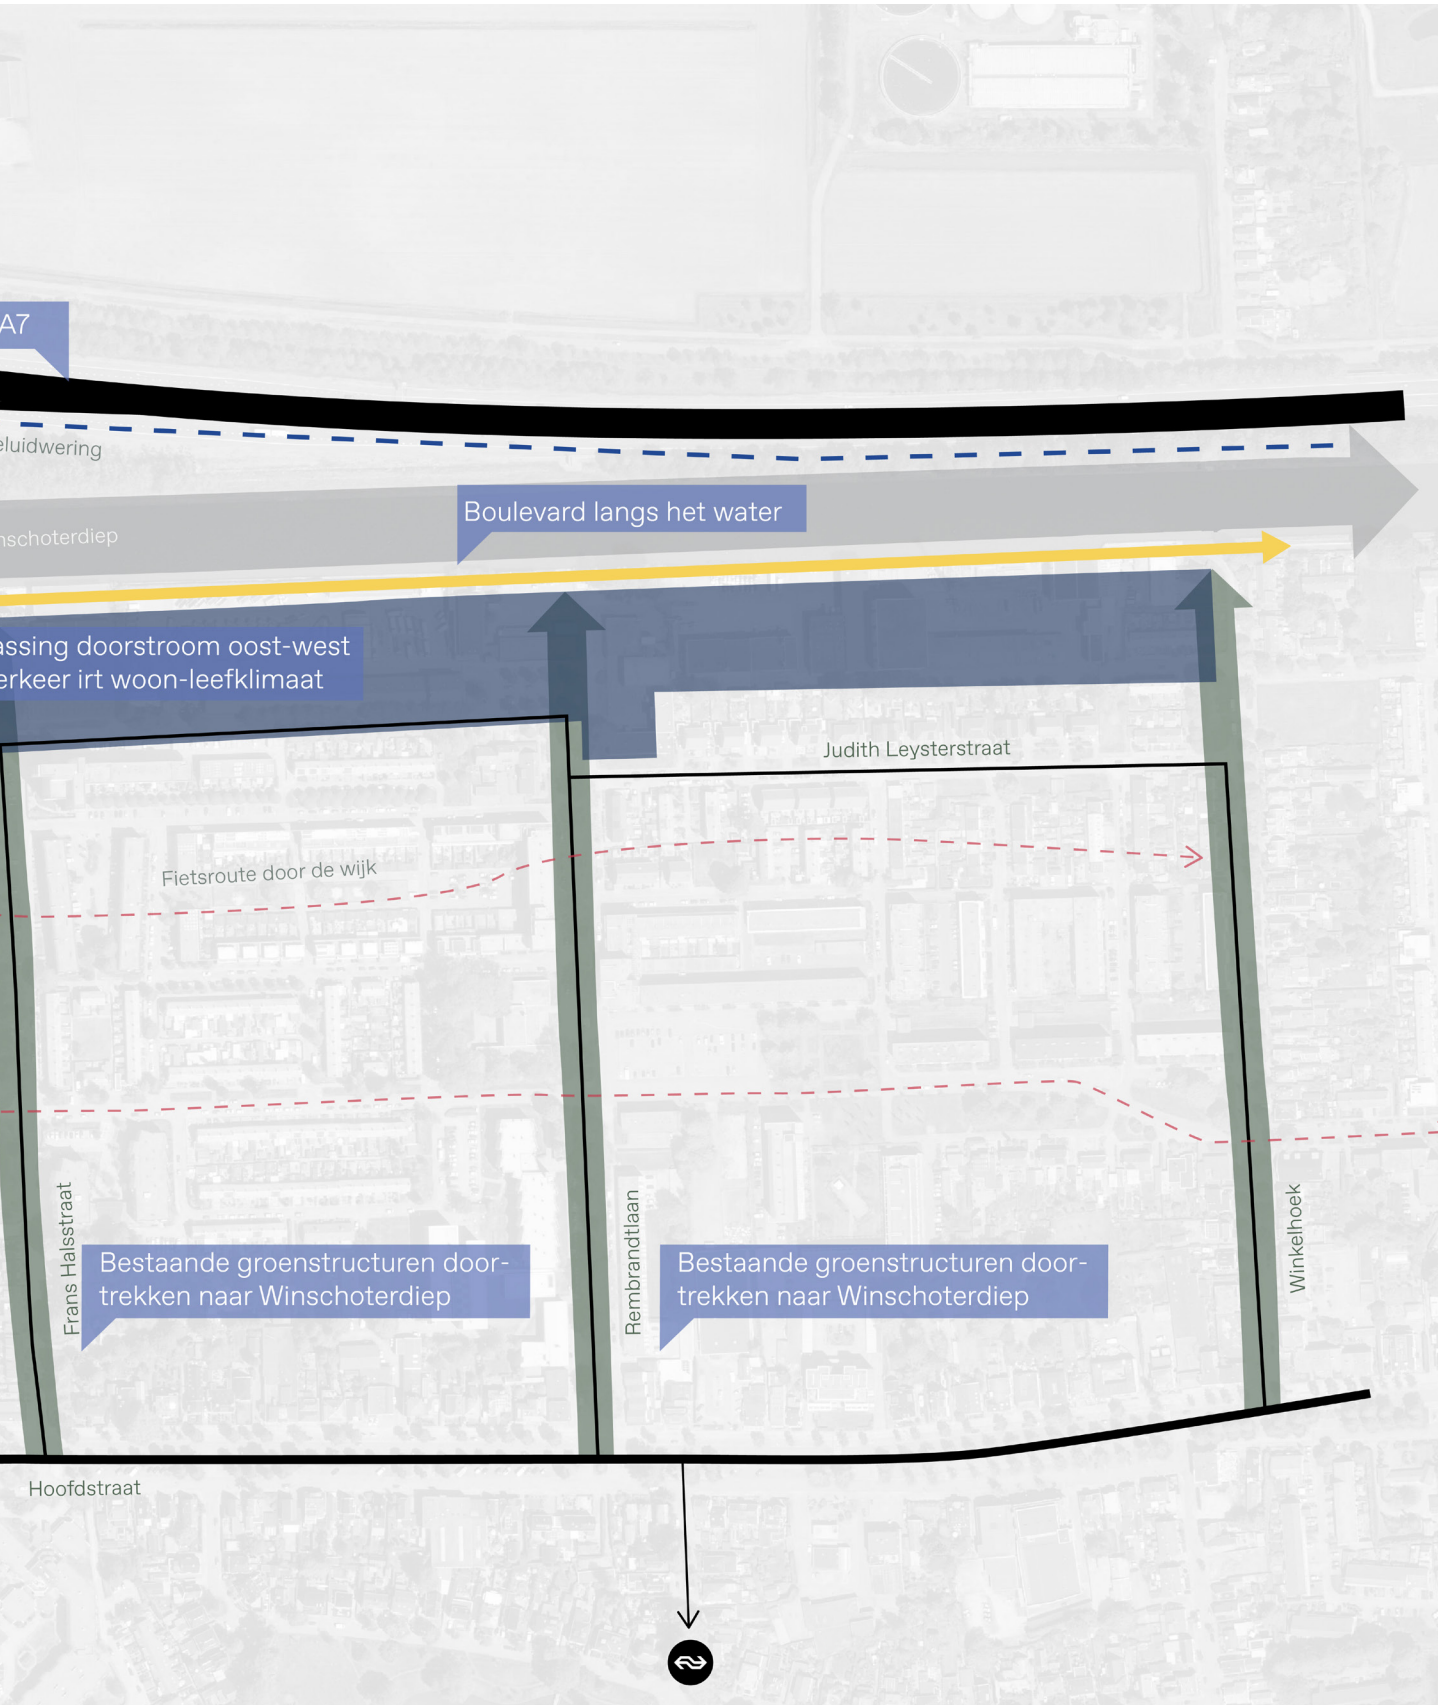 A7
eluidwering
Boulevard langs het water
nschoterdiep
assing doorstroom oost-west
erkeer irt woon-leefklimaat
Judith Leysterstraat
Fietsroute door de wijk
Frans Halsstraat
Rembrandtlaan
Winkelhoek
Bestaande groenstructuren door-
trekken naar Winschoterdiep
Bestaande groenstructuren door-
trekken naar Winschoterdiep
Hoofdstraat